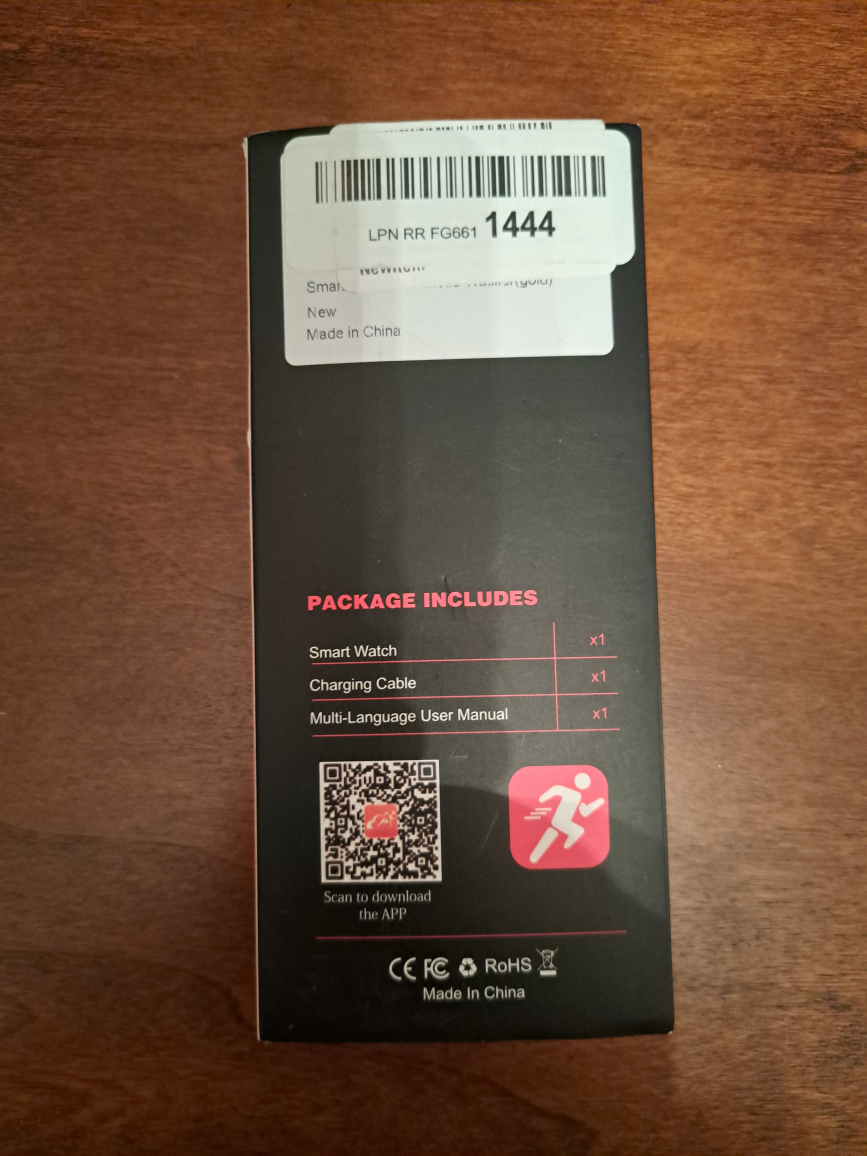 LPN RR FG661 1444
New
Made in China
PACKAGE INCLUDES
Smart Watch x1
Charging Cable x1
Multi-Language User Manual x1
Scan to download
the APP
CE FC RoHS
Made In China